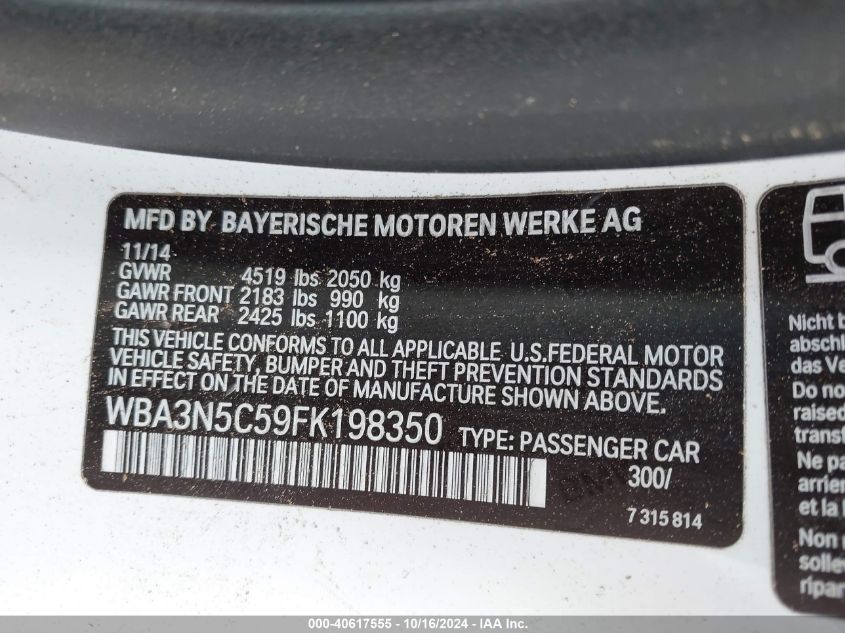 MFD BY BAYERISCHE MOTOREN WERKE AG
11/14
GVWR 4519 lbs 2050 kg
GAWR FRONT 2183 lbs 990 kg
GAWR REAR 2425 lbs 1100 kg
THIS VEHICLE CONFORMS TO ALL APPLICABLE U.S.FEDERAL MOTOR
VEHICLE SAFETY, BUMPER AND THEFT PREVENTION STANDARDS
IN EFFECT ON THE DATE OF MANUFACTURE SHOWN ABOVE.
WBA3N5C59FK198350 TYPE: PASSENGER CAR
300/
7 315 814
Nicht b
abschl
das Ve
Do no
raised
transf
Ne pa
arrier
et la
Non
solle
ripar
000-40617555 - 10/16/2024 - IAA Inc.